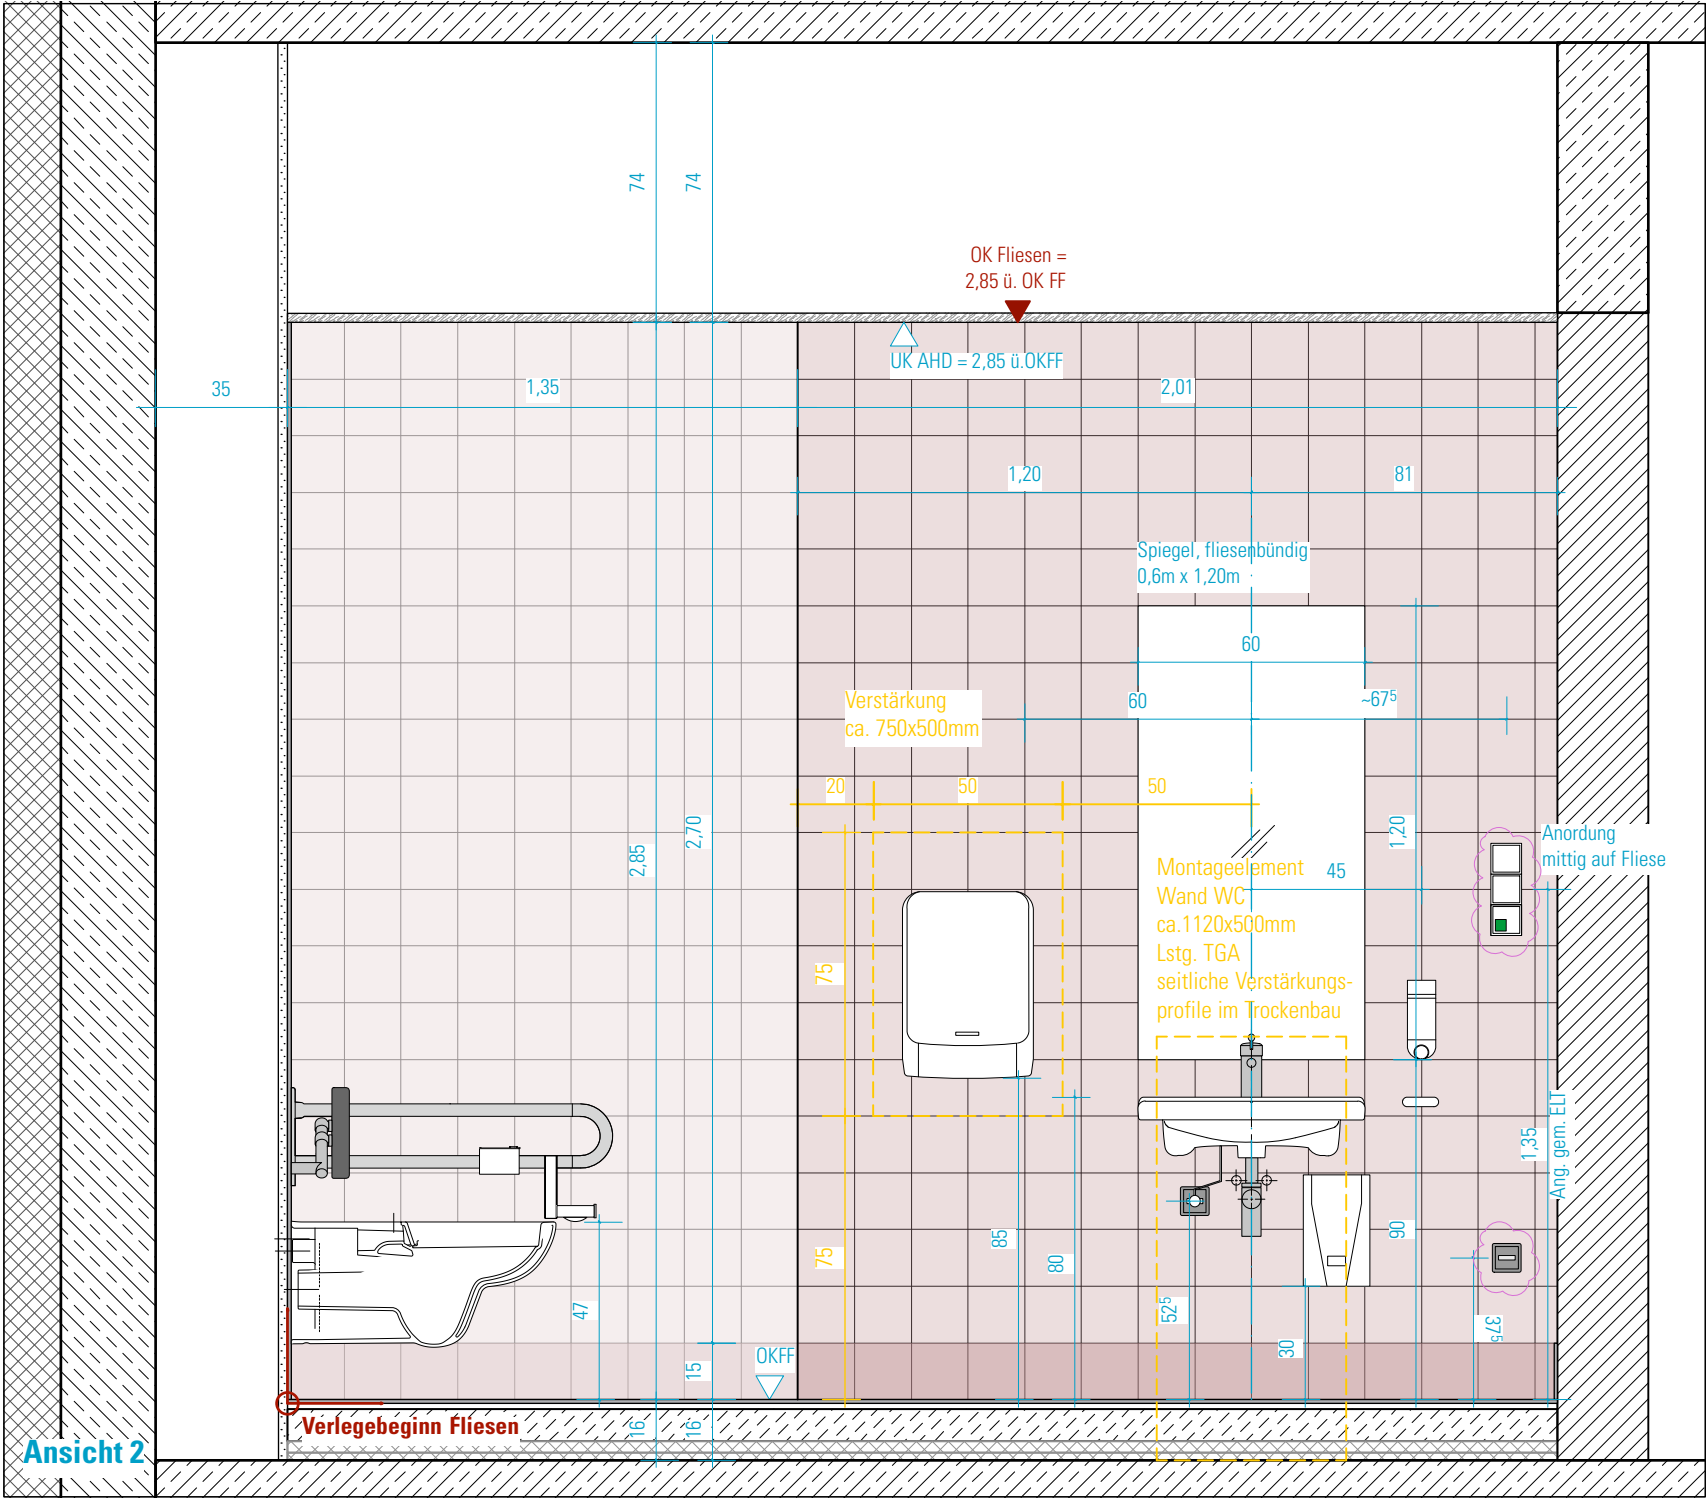 74
74
OK Fliesen =
2,85 ü. OK FF
UK AHD = 2,85 ü.OKFF
35
1,35
2,01
1,20
81
Spiegel, fliesenbündig
0,6m x 1,20m
60
60
~67⁵
Verstärkung
ca. 750x500mm
20
50
50
2,85
2,70
1,20
Anordung
mittig auf Fliese
Montageelement
Wand WC
ca.1120x500mm
Lstg. TGA
seitliche Verstärkungs-
profile im Trockenbau
45
75
1,35
Ang. gem. ELT
75
85
80
90
47
52⁵
30
37⁵
15
OKFF
16
16
Verlegebeginn Fliesen
Ansicht 2